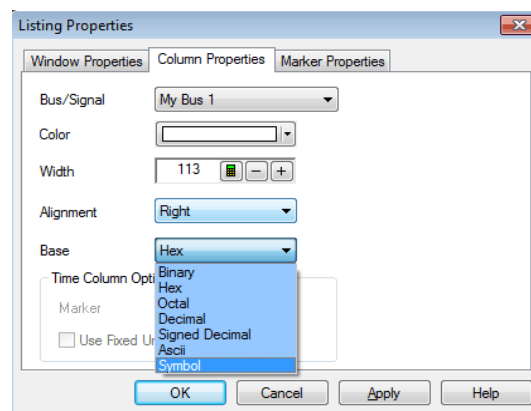 Listing Properties
Window Properties Column Properties Marker Properties
Bus/Signal My Bus 1
Color
Width 113 - +
Alignment Right
Base Hex
Binary
Time Column Opti
Hex
Octal
Marker
Decimal
Signed Decimal
Use Fixed Un
Ascii
Symbol
OK Cancel Apply Help